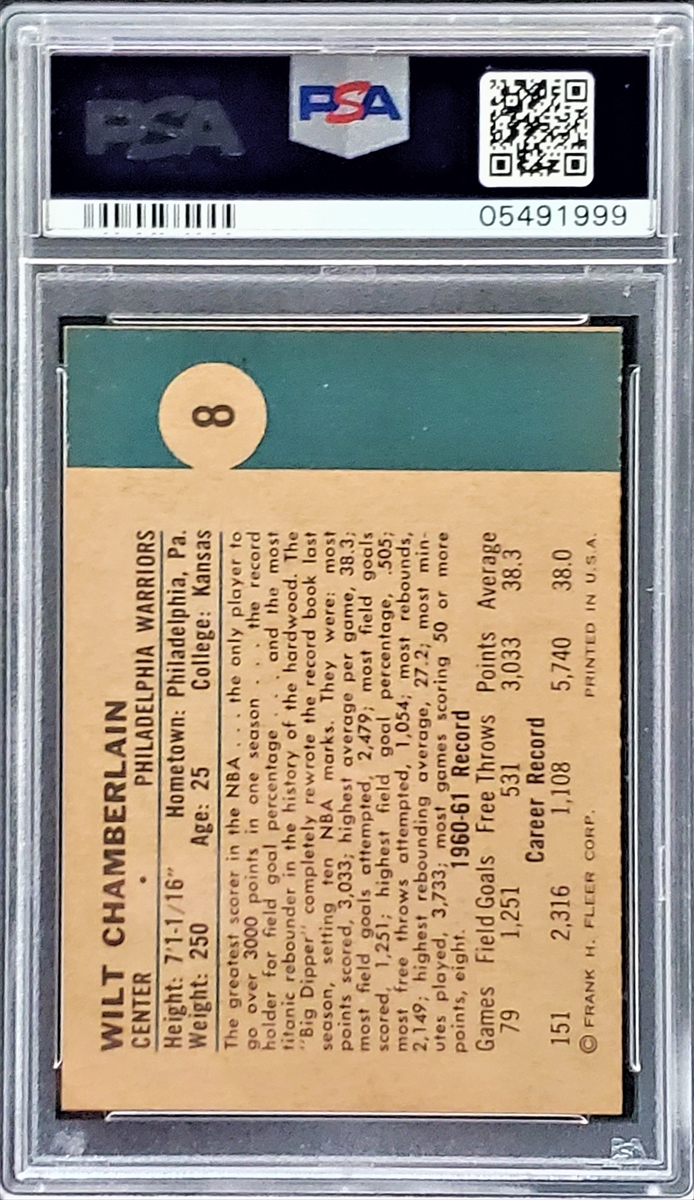 PSA
PSA
05491999
8
WILT CHAMBERLAIN
CENTER • PHILADELPHIA WARRIORS
Height: 7'1-1/16" Hometown: Philadelphia, Pa.
Weight: 250 Age: 25 College: Kansas
The greatest scorer in the NBA . . . the only player to
go over 3000 points in one season . . . the record
holder for field goal percentage . . . and the most
titanic rebounder in the history of the hardwood. The
"Big Dipper" completely rewrote the record book last
season, setting ten NBA marks. They were: most
points scored, 3,033; highest average per game, 38.3;
most field goals attempted, 2,479; most field goals
scored, 1,251; highest field goal percentage, .505;
most free throws attempted, 1,054; most rebounds,
2,149; highest rebounding average, 27.2; most min-
utes played, 3,733; most games scoring 50 or more
points, eight.
1960-61 Record
Games Field Goals Free Throws Points Average
79 1,251 531 3,033 38.3
Career Record
151 2,316 1,108 5,740 38.0
© FRANK H. FLEER CORP. PRINTED IN U.S.A.
PSA